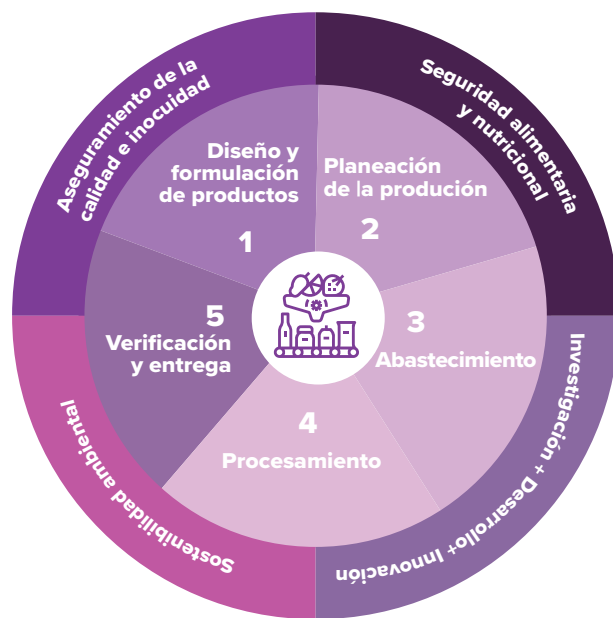 Aseguramiento de la
calidad e inocuidad
Seguridad alimentaria
y nutricional
Diseño y
formulación
de productos
1
Planeación
de la produción
2
3
Abastecimiento
4
Procesamiento
5
Verificación
y entrega
Investigación + Desarrollo+ Innovación
Sostenibilidad ambiental